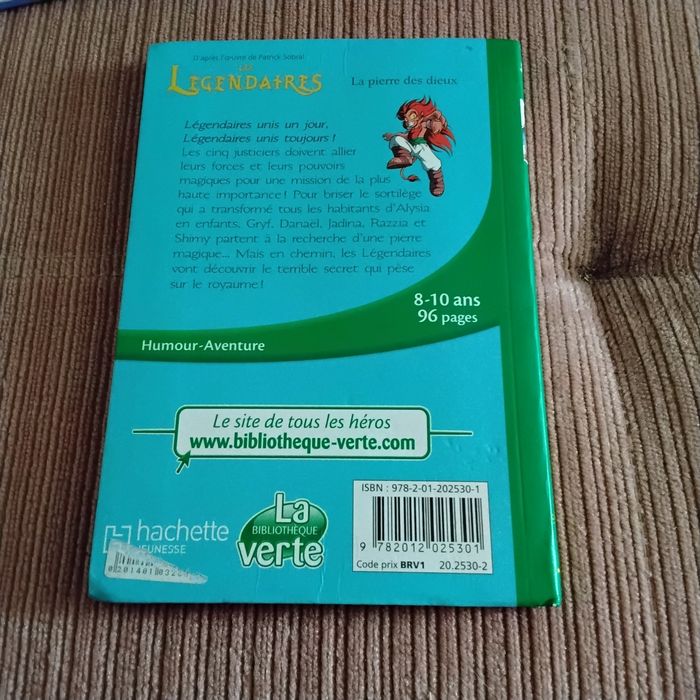 D'après l'œuvre de Patrick Sobral
LES
LÉGENDAIRES
La pierre des dieux
Légendaires unis un jour,
Légendaires unis toujours !
Les cinq justiciers doivent allier
leurs forces et leurs pouvoirs
magiques pour une mission de la plus
haute importance ! Pour briser le sortilège
qui a transformé tous les habitants d'Alysia
en enfants, Gryf, Danaël, Jadina, Razzia et
Shimy partent à la recherche d'une pierre
magique... Mais en chemin, les Légendaires
vont découvrir le terrible secret qui pèse
sur le royaume !
8-10 ans
96 pages
Humour-Aventure
Le site de tous les héros
www.bibliotheque-verte.com
ISBN : 978-2-01-202530-1
9 782012 025301
Code prix BRV1 20.2530-2
La
BIBLIOTHÈQUE
verte
hachette
JEUNESSE